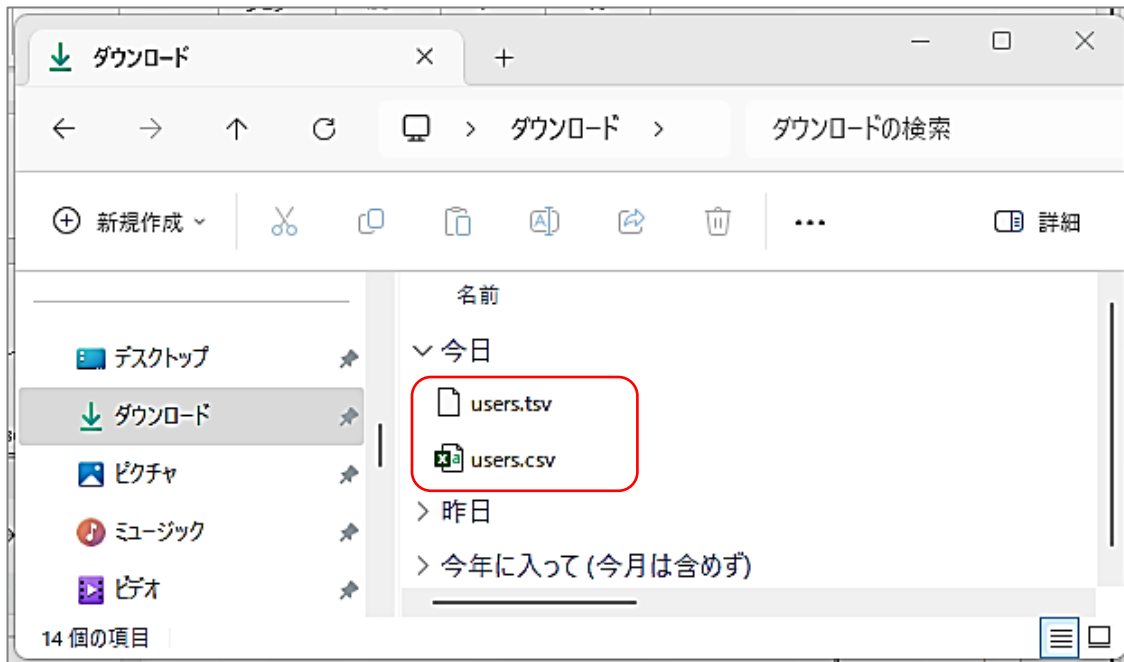 ダウンロード
ダウンロード
ダウンロードの検索
新規作成
詳細
名前
デスクトップ
ダウンロード
ピクチャ
ミュージック
ビデオ
今日
users.tsv
users.csv
昨日
今年に入って (今月は含めず)
14 個の項目